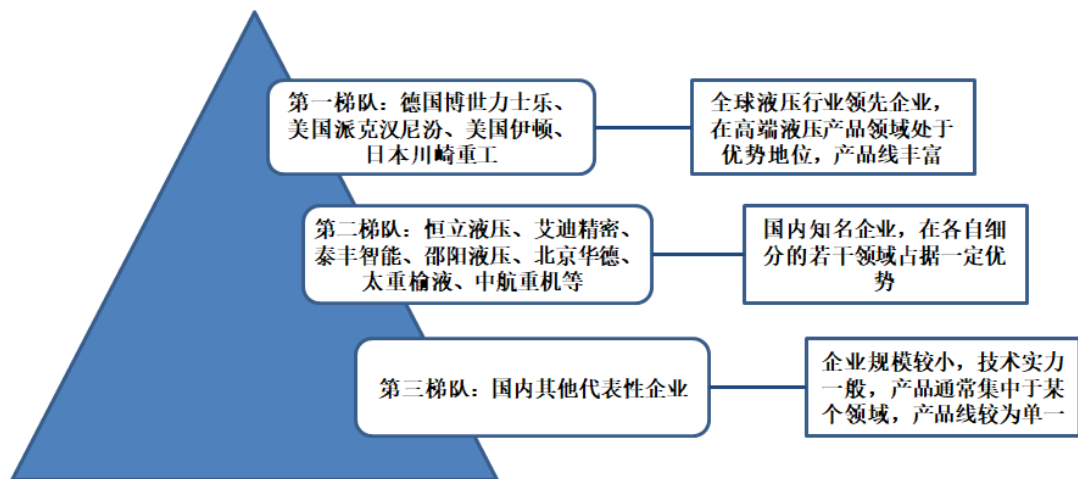 第一梯队：德国博世力士乐、
美国派克汉尼汾、美国伊顿、
日本川崎重工
全球液压行业领先企业，
在高端液压产品领域处于
优势地位，产品线丰富
第二梯队：恒立液压、艾迪精密、
泰丰智能、邵阳液压、北京华德、
太重榆液、中航重机等
国内知名企业，在各自细
分的若干领域占据一定优
势
第三梯队：国内其他代表性企业
企业规模较小，技术实力
一般，产品通常集中于某
个领域，产品线较为单一